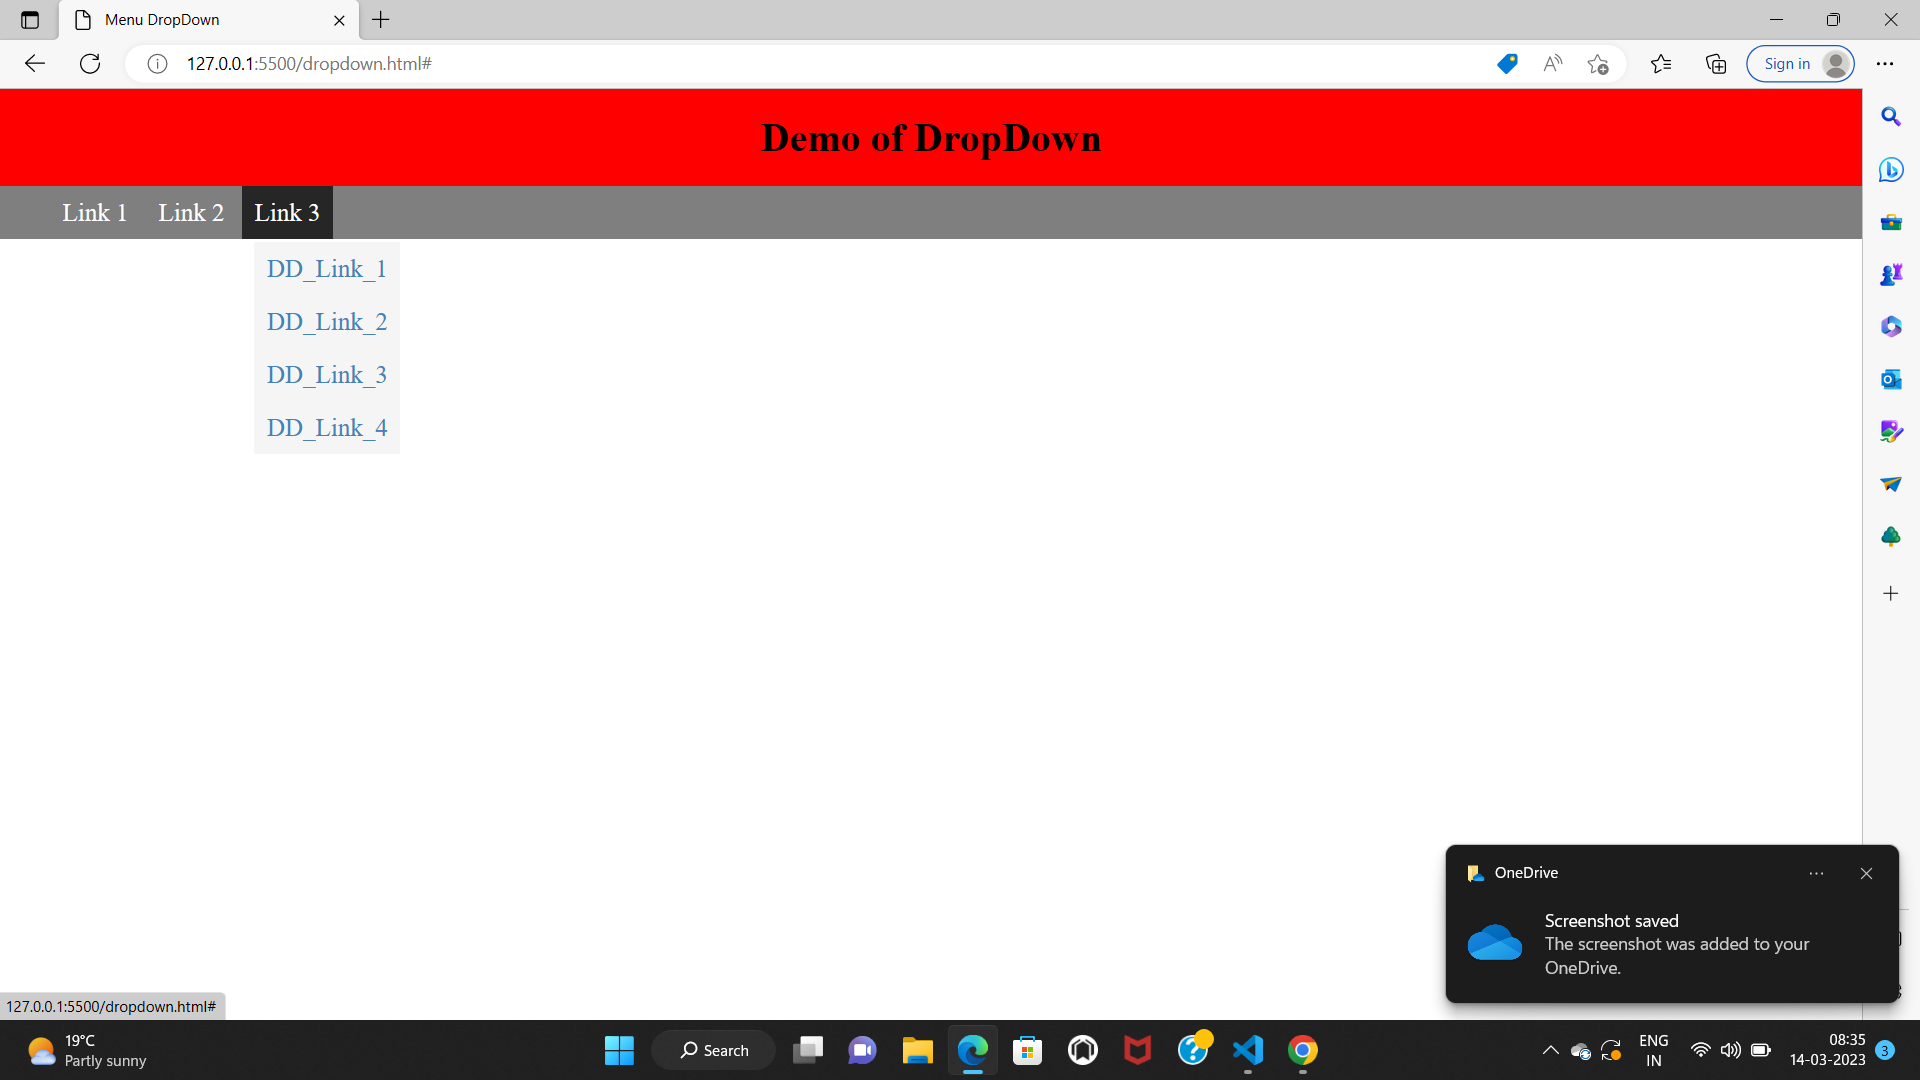 Menu DropDown
127.0.0.1:5500/dropdown.html#
Sign in
Demo of DropDown
Link 1 Link 2 Link 3
DD_Link_1
DD_Link_2
DD_Link_3
DD_Link_4
OneDrive
Screenshot saved
The screenshot was added to your
OneDrive.
127.0.0.1:5500/dropdown.html#
19°C
Partly sunny
Search
ENG
IN
08:35
14-03-2023
3